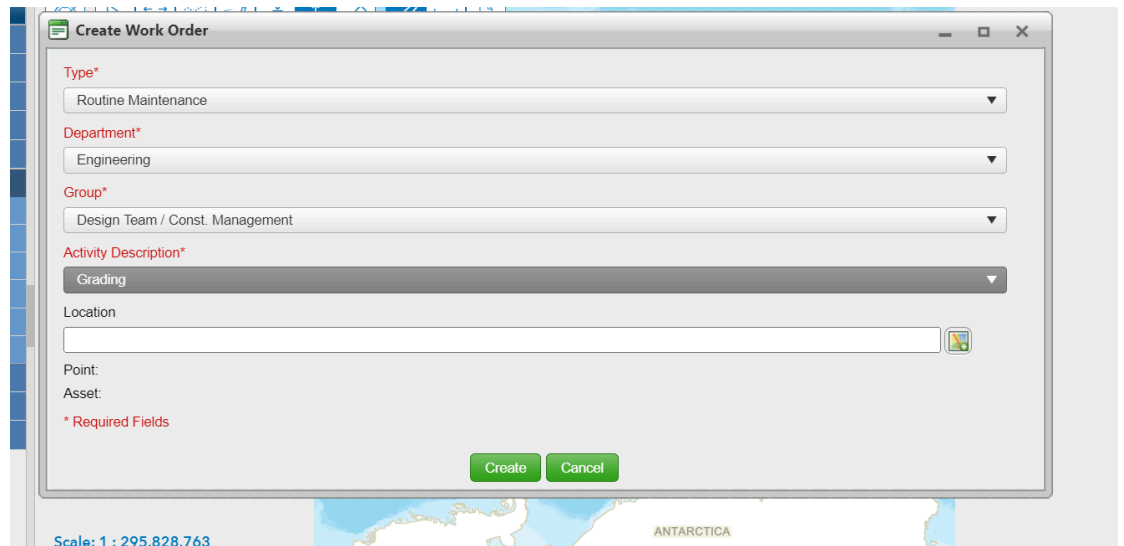 Create Work Order
Type*
Routine Maintenance
Department*
Engineering
Group*
Design Team / Const. Management
Activity Description*
Grading
Location
Point:
Asset:
* Required Fields
Create Cancel
ANTARCTICA
Scale: 1 : 295,828,763